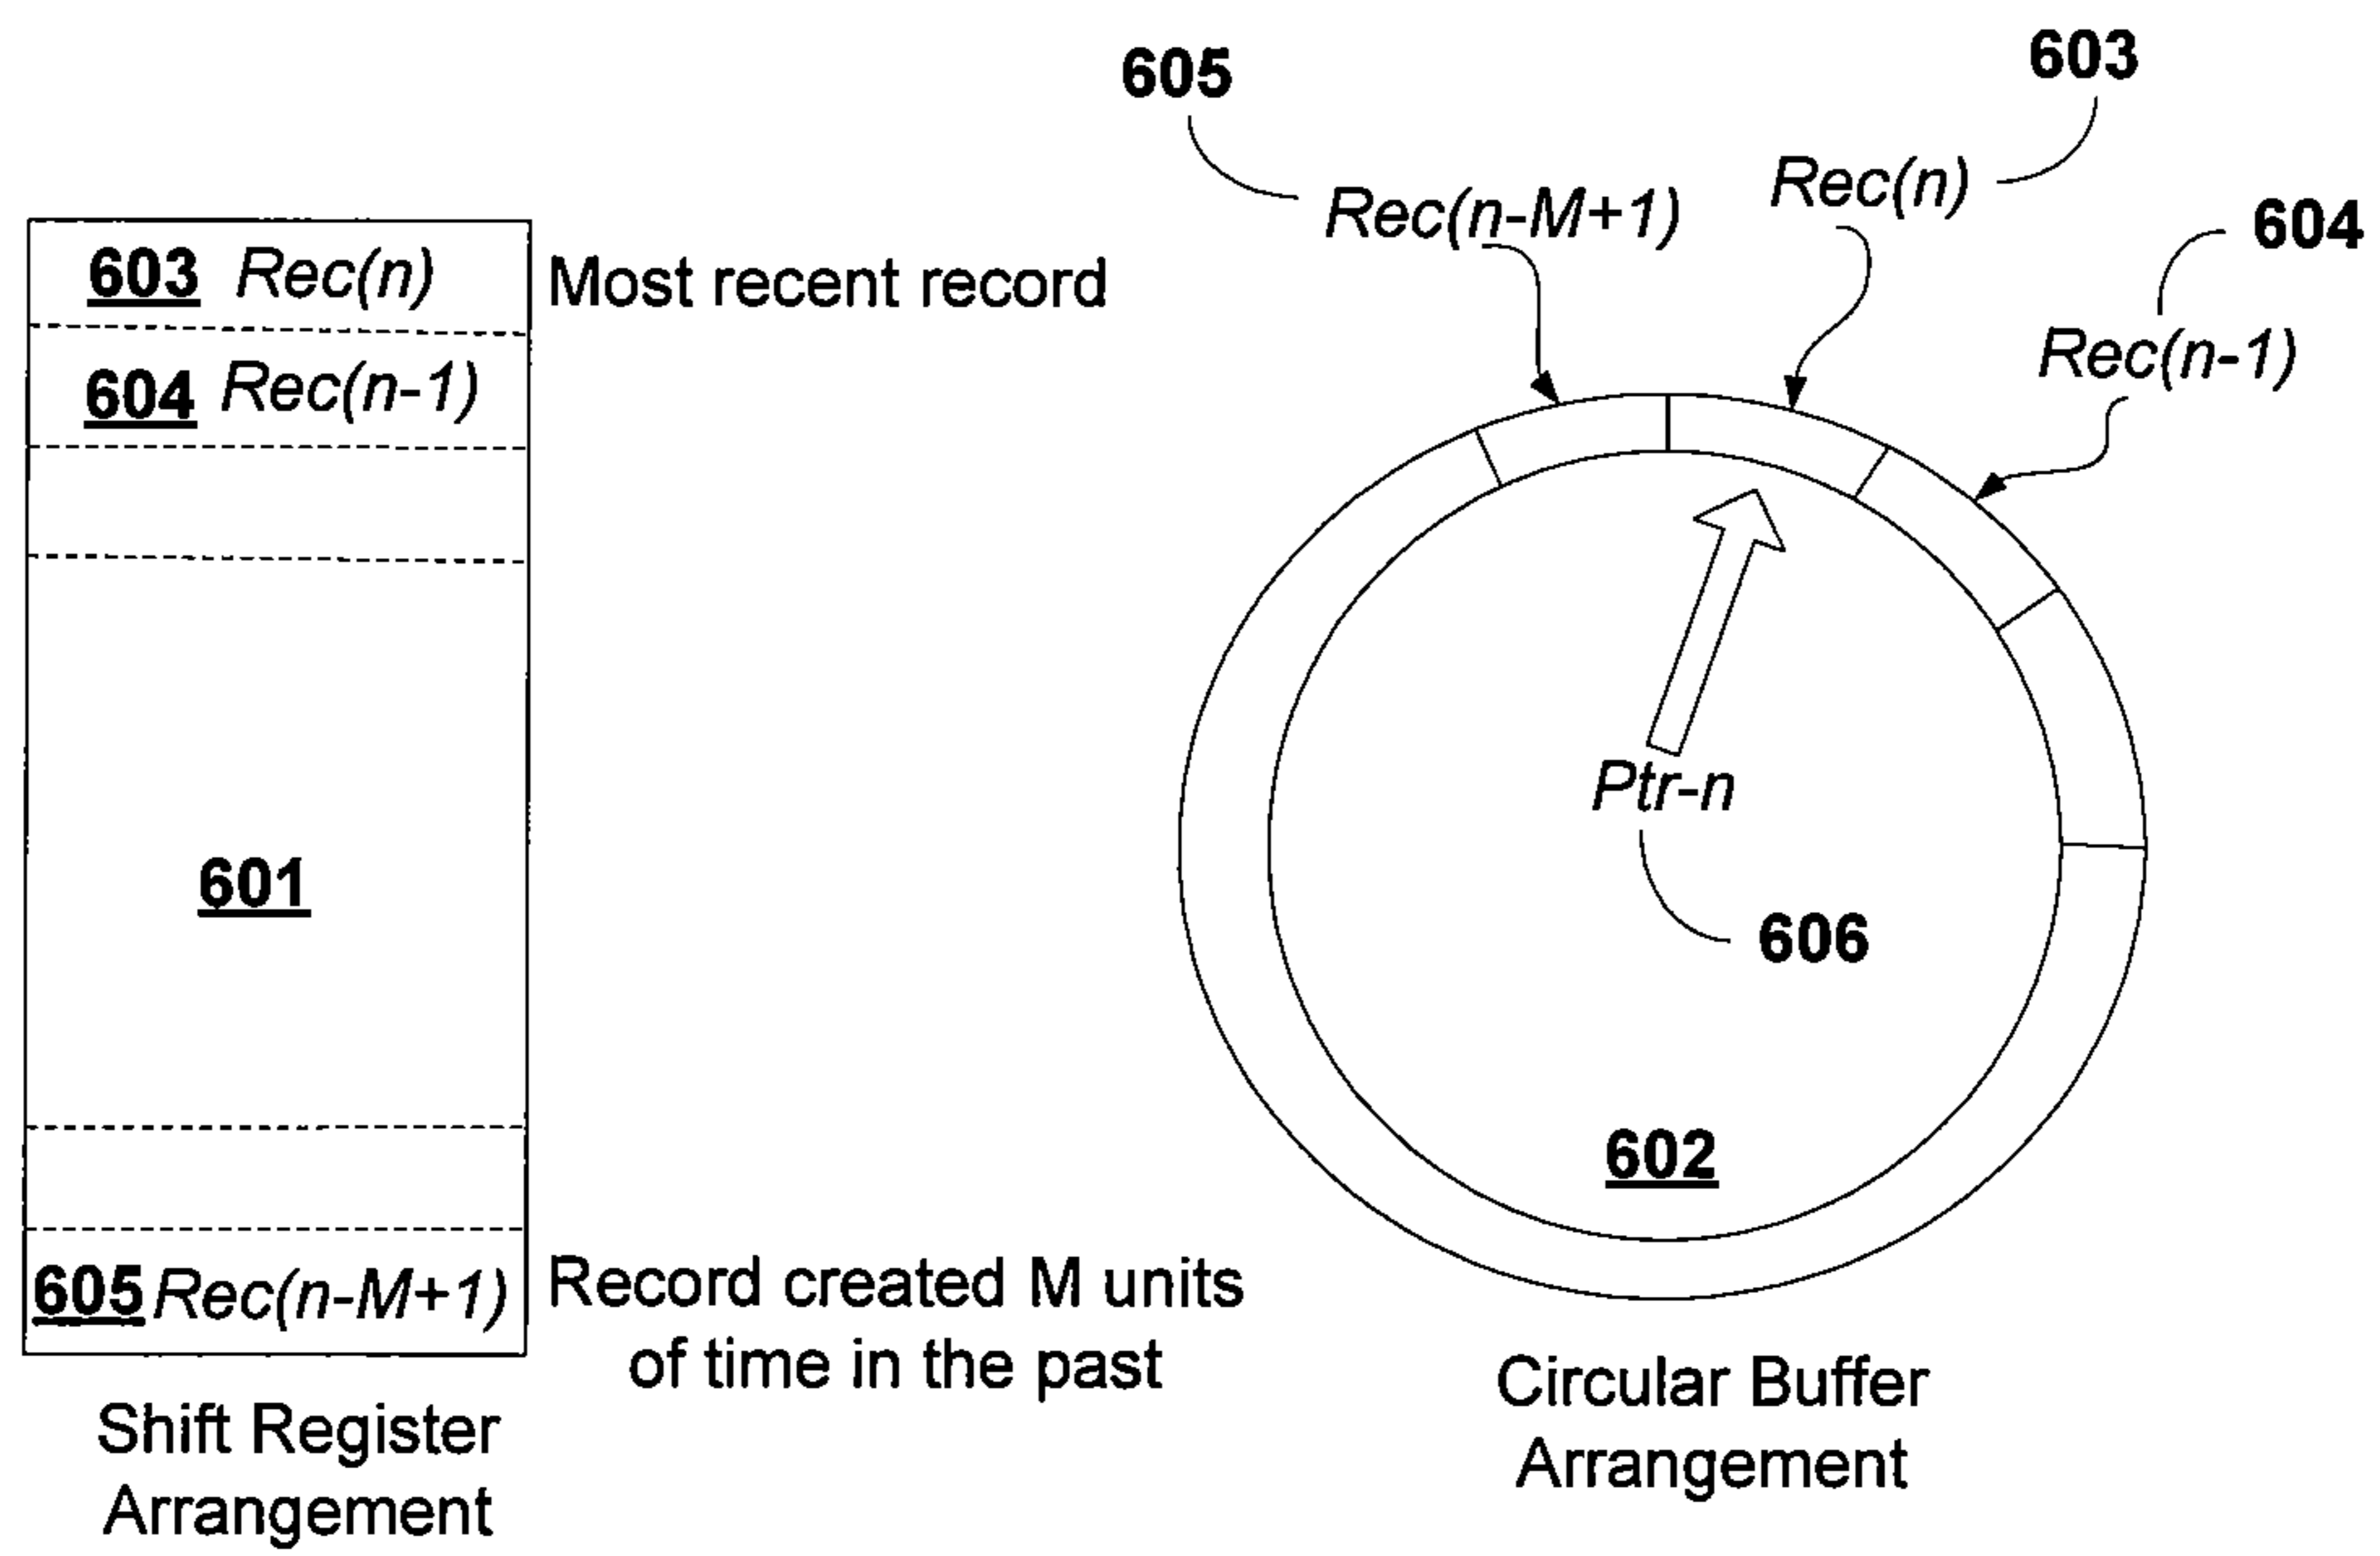 603 Rec(n)
Most recent record
604 Rec(n-1)
601
605 Rec(n-M+1)
Record created M units
of time in the past
Shift Register
Arrangement
605
603
Rec(n-M+1)
Rec(n)
604
Rec(n-1)
Ptr-n
606
602
Circular Buffer
Arrangement